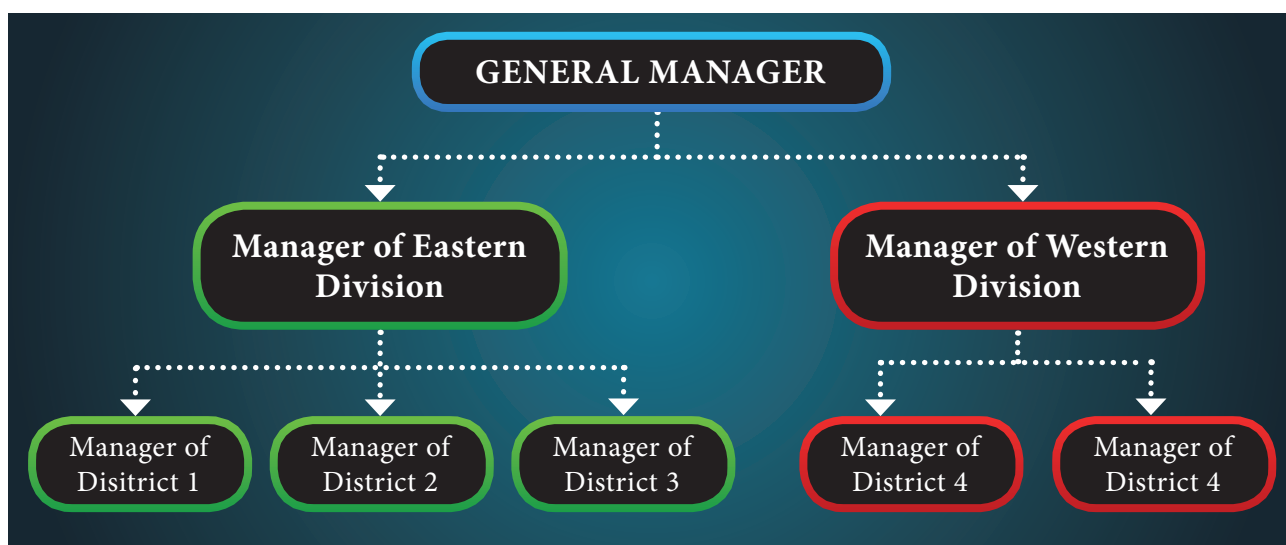 GENERAL MANAGER
Manager of Eastern
Division
Manager of Western
Division
Manager of
Disitrict 1
Manager of
District 2
Manager of
District 3
Manager of
District 4
Manager of
District 4